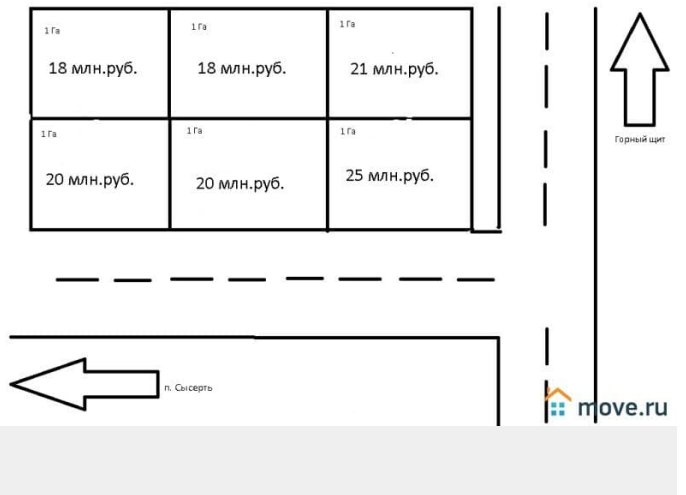 1 Га
1 Га
1 Га
18 млн.руб.
18 млн.руб.
21 млн.руб.
Горный щит
1 Га
1 Га
1 Га
20 млн.руб.
20 млн.руб.
25 млн.руб.
п. Сысерть
move.ru